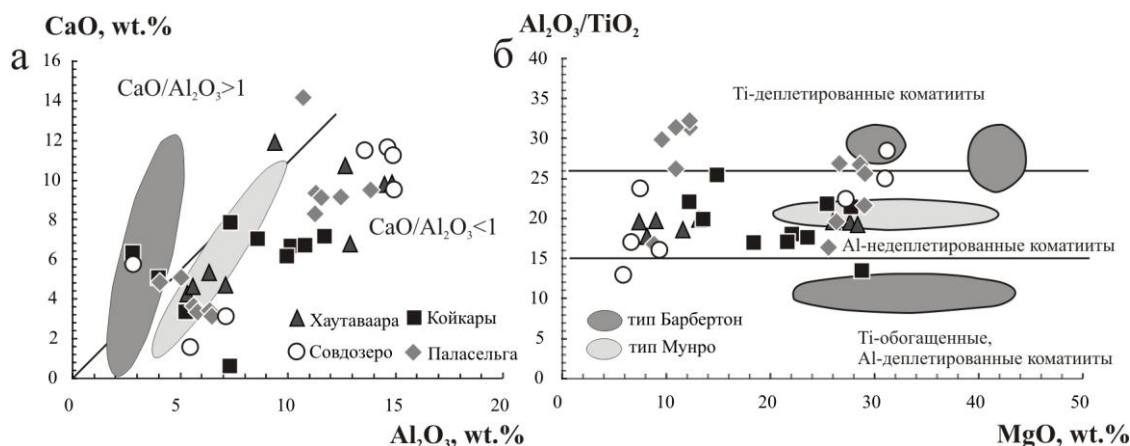 CaO, wt.%
а
16
14
12
10
8
6
4
2
0
CaO/Al₂O₃>1
CaO/Al₂O₃<1
Хаутаваара
Койкары
Совдозеро
Паласельга
0
5
10
15
20
Al₂O₃, wt.%
Al₂O₃/TiO₂
б
40
35
30
25
20
15
10
5
0
Ti-деплетированные коматииты
Al-недеплетированные коматииты
тип Барбертон
тип Мунро
Ti-обогащенные,
Al-деплетированные коматииты
0
10
20
30
40
50
MgO, wt.%